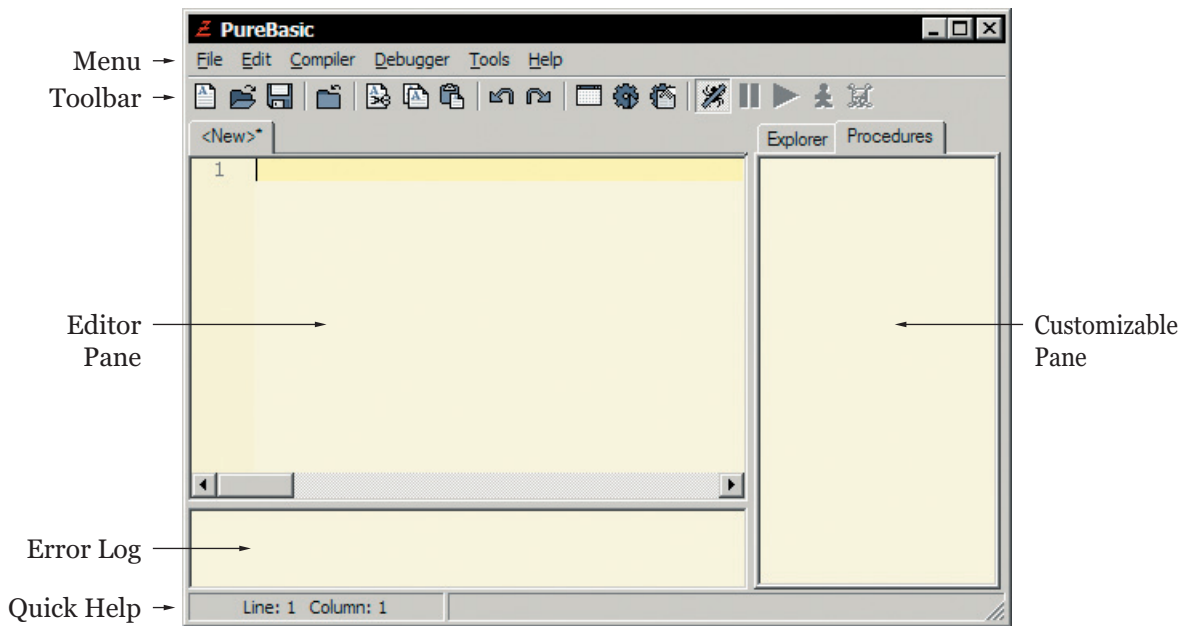 PureBasic
Menu
File Edit Compiler Debugger Tools Help
Toolbar
<New>*
Explorer Procedures
1
Editor
Pane
Customizable
Pane
Error Log
Quick Help
Line: 1 Column: 1